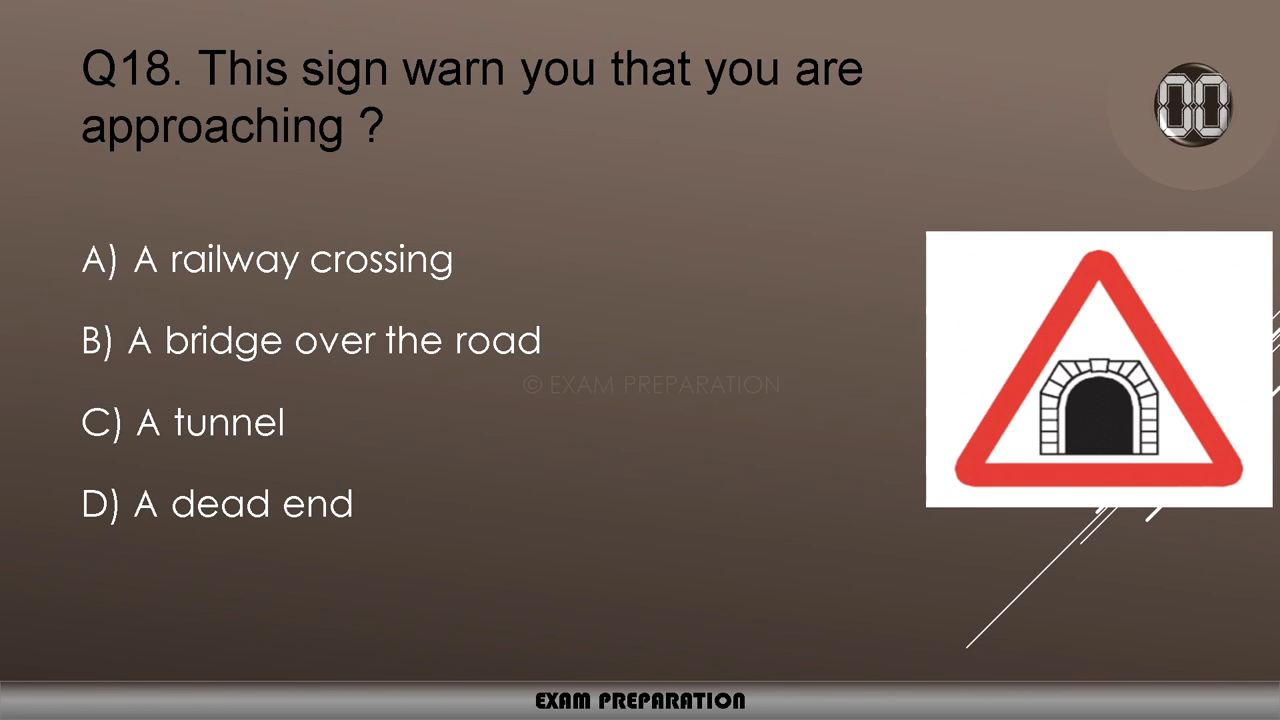 Q18. This sign warn you that you are
approaching ?
00
A) A railway crossing
B) A bridge over the road
© EXAM PREPARATION
C) A tunnel
D) A dead end
EXAM PREPARATION